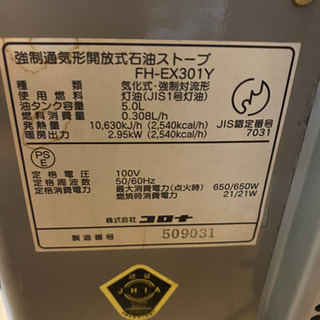 強制通気形開放式石油ストーブ
FH-EX301Y
種類 気化式・強制対流形
使用燃料 灯油(JIS1号灯油)
油タンク容量 5.0L
燃料消費量 0.308L/h
発熱量 10,630kJ/h (2,540kcal/h)
暖房出力 2.95kW (2,540kcal/h)
JIS認定番号
7031
PS
E
定格電圧 100V
定格周波数 50/60Hz
定格消費電力 最大消費電力(点火時) 650/650W
燃焼時消費電力 21/21W
株式会社 コロナ
製造番号 509031
JHIA